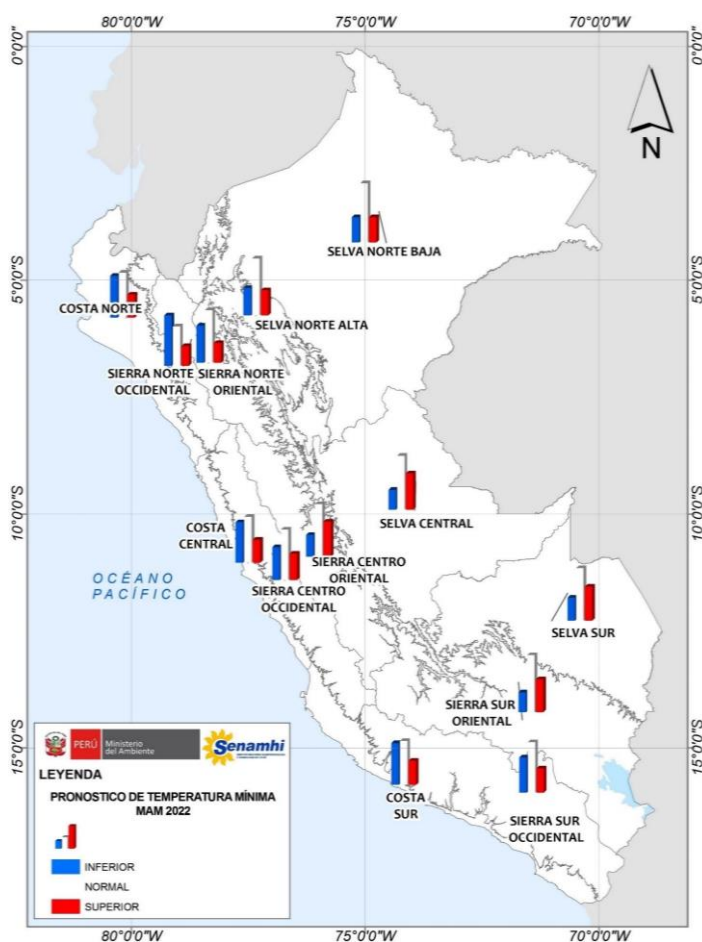 80°0'0"W
75°0'0"W
70°0'0"W
0°0'0"
0°0'0"
N
SELVA NORTE BAJA
5°0'0"S
5°0'0"S
COSTA NORTE
SELVA NORTE ALTA
SIERRA NORTE
OCCIDENTAL
SIERRA NORTE
ORIENTAL
10°0'0"S
10°0'0"S
SELVA CENTRAL
COSTA
CENTRAL
SIERRA CENTRO
ORIENTAL
SIERRA CENTRO
OCCIDENTAL
OCÉANO
PACÍFICO
SELVA SUR
SIERRA SUR
ORIENTAL
15°0'0"S
15°0'0"S
COSTA
SUR
SIERRA SUR
OCCIDENTAL
PERÚ
Ministerio
del Ambiente
Senamhi
LEYENDA
PRONOSTICO DE TEMPERATURA MÍNIMA
MAM 2022
INFERIOR
NORMAL
SUPERIOR
80°0'0"W
75°0'0"W
70°0'0"W